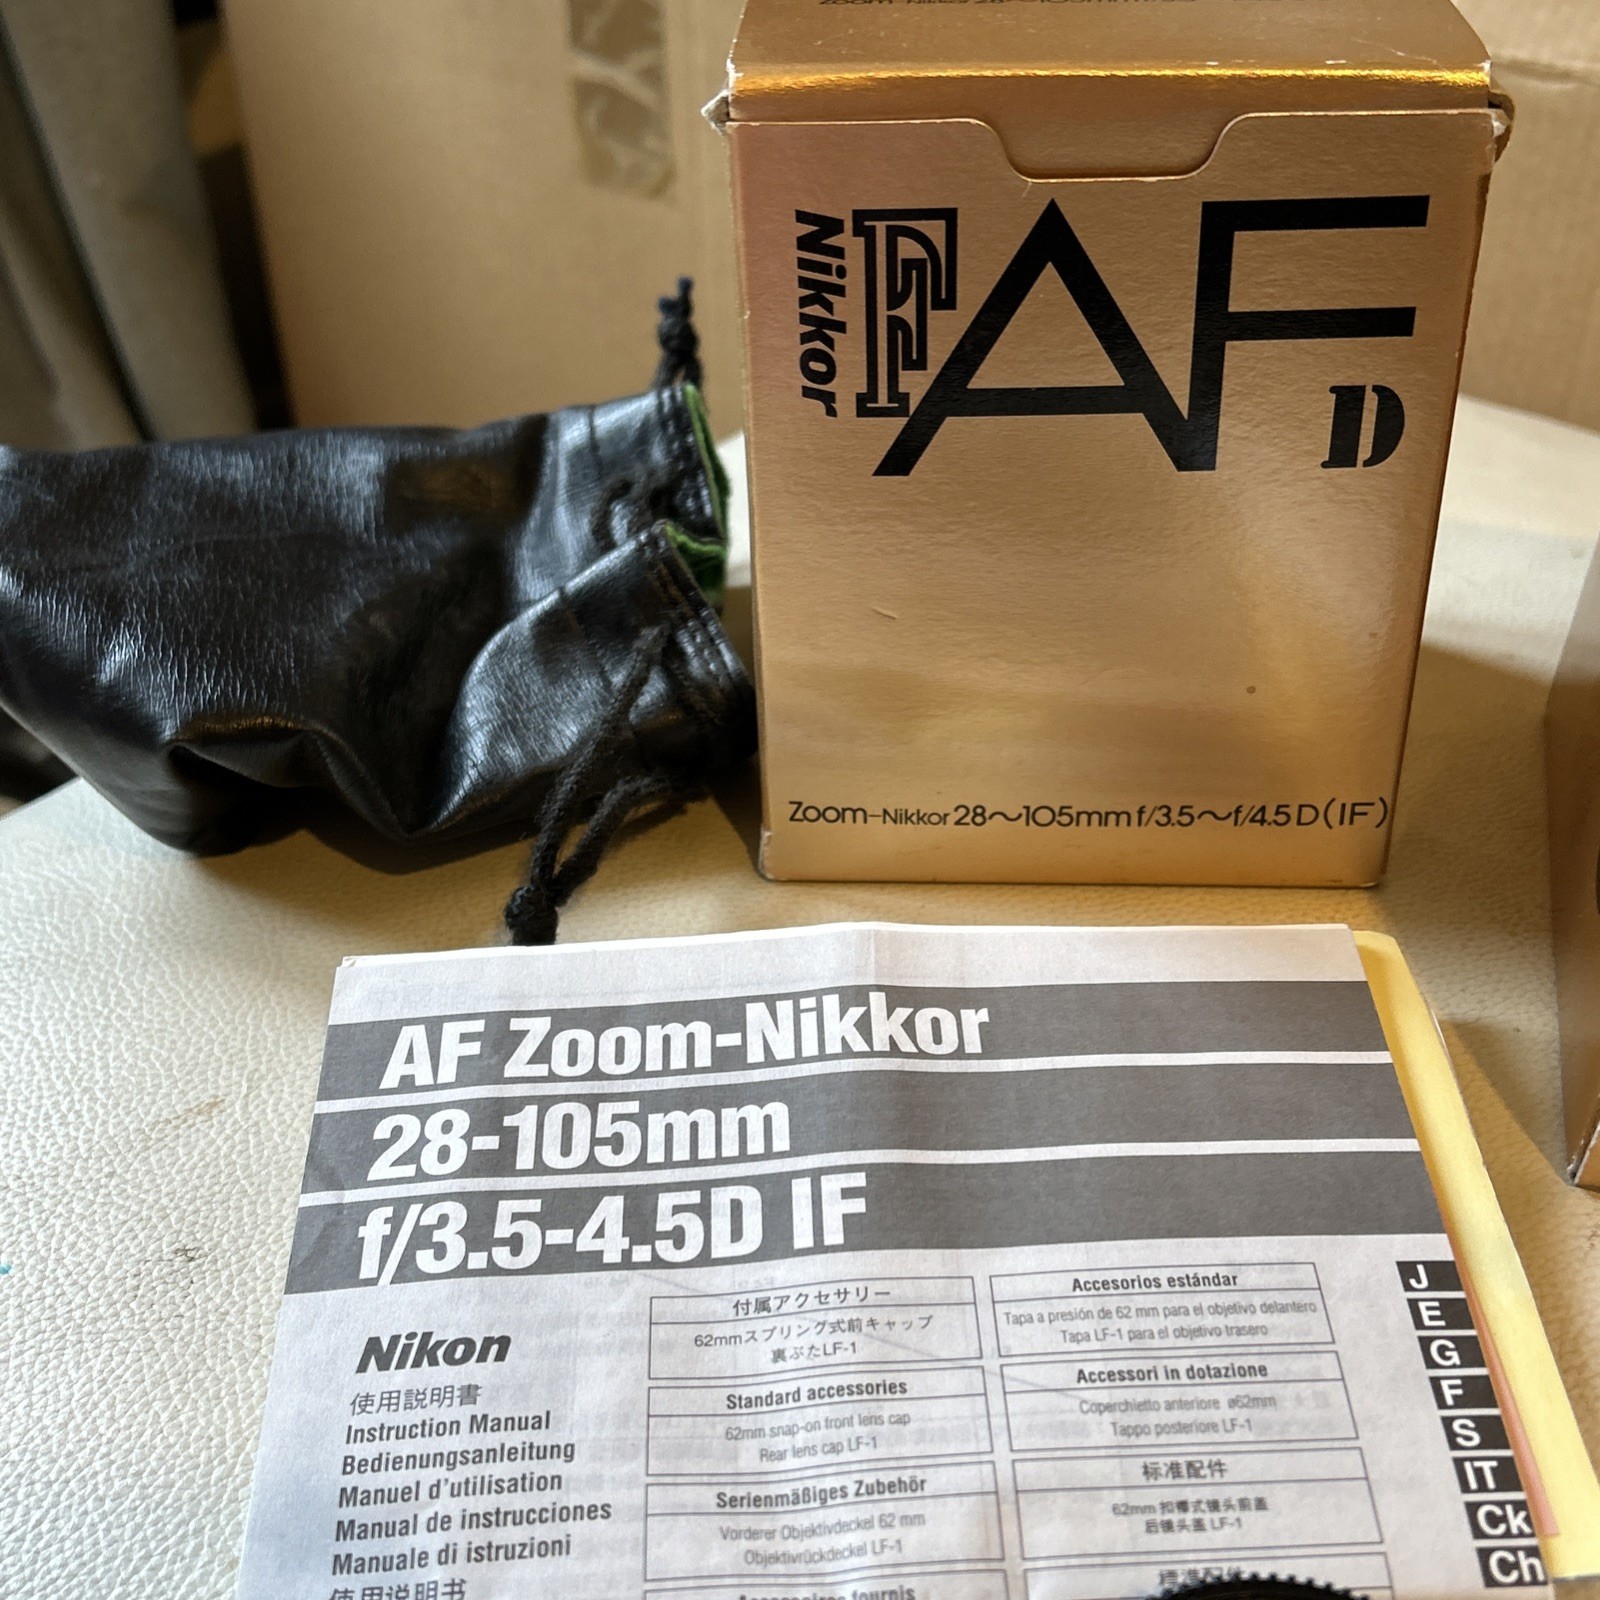 Nikkor
AF
D
Zoom-Nikkor 28～105mm f/3.5～f/4.5 D (IF)
AF Zoom-Nikkor
28-105mm
f/3.5-4.5D IF
Nikon
使用説明書
Instruction Manual
Bedienungsanleitung
Manuel d'utilisation
Manual de instrucciones
Manuale di istruzioni
使用说明书
付属アクセサリー
62mmスプリング式前キャップ
裏ぶたLF-1
Standard accessories
62mm snap-on front lens cap
Rear lens cap LF-1
Serienmäßiges Zubehör
Vorderer Objektivdeckel 62 mm
Objektivrückdeckel LF-1
Accessoires fournis
Accesorios estándar
Tapa a presión de 62 mm para el objetivo delantero
Tapa LF-1 para el objetivo trasero
Accessori in dotazione
Coperchietto anteriore ø62mm
Tappo posteriore LF-1
标准配件
62mm 扣嵌式镜头前盖
后镜头盖 LF-1
J
E
G
F
S
IT
Ck
Ch